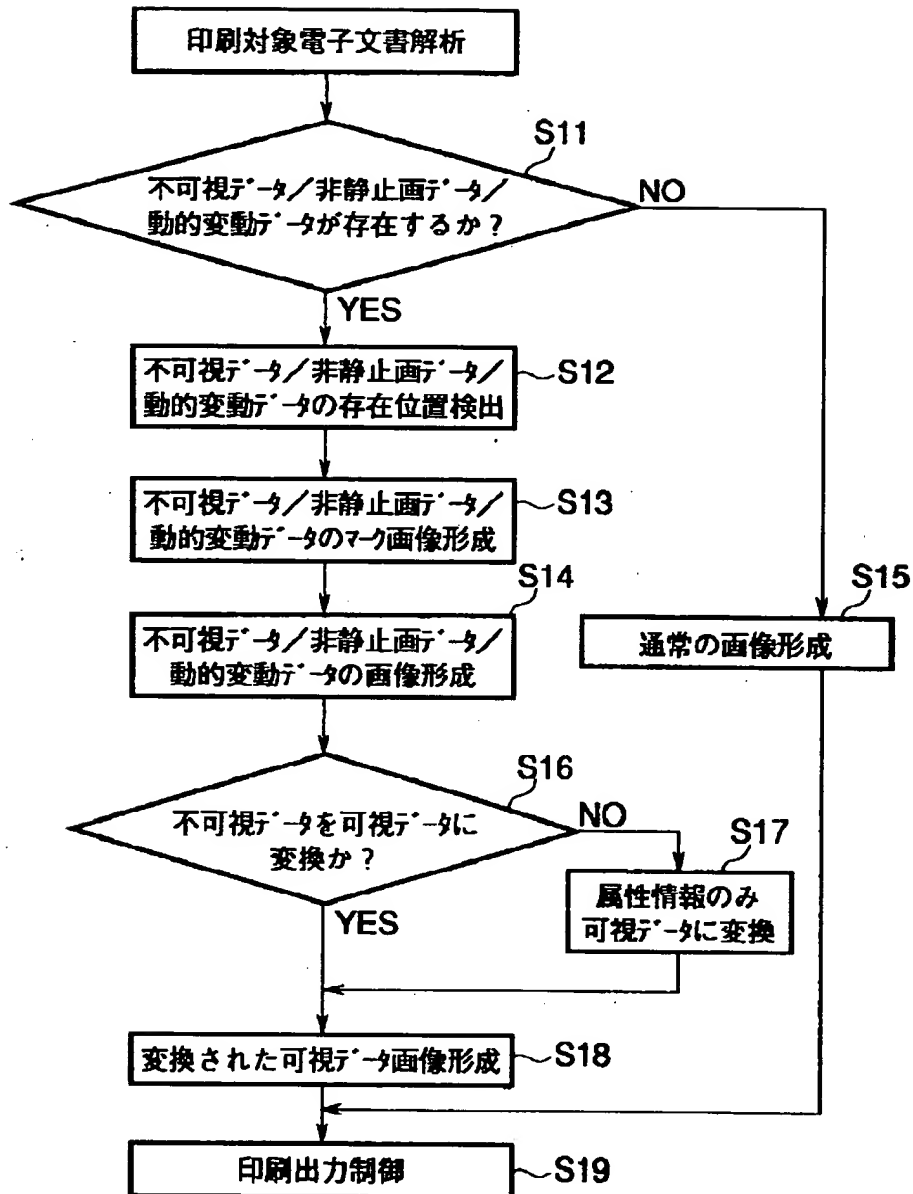 印刷対象電子文書解析
S11
不可視データ／非静止画データ／
動的変動データが存在するか？
NO
YES
不可視データ／非静止画データ／
動的変動データの存在位置検出
S12
不可視データ／非静止画データ／
動的変動データのマーク画像形成
S13
S14
不可視データ／非静止画データ／
動的変動データの画像形成
S15
通常の画像形成
S16
不可視データを可視データに
変換か？
NO
YES
S17
属性情報のみ
可視データに変換
変換された可視データ画像形成
S18
印刷出力制御
S19